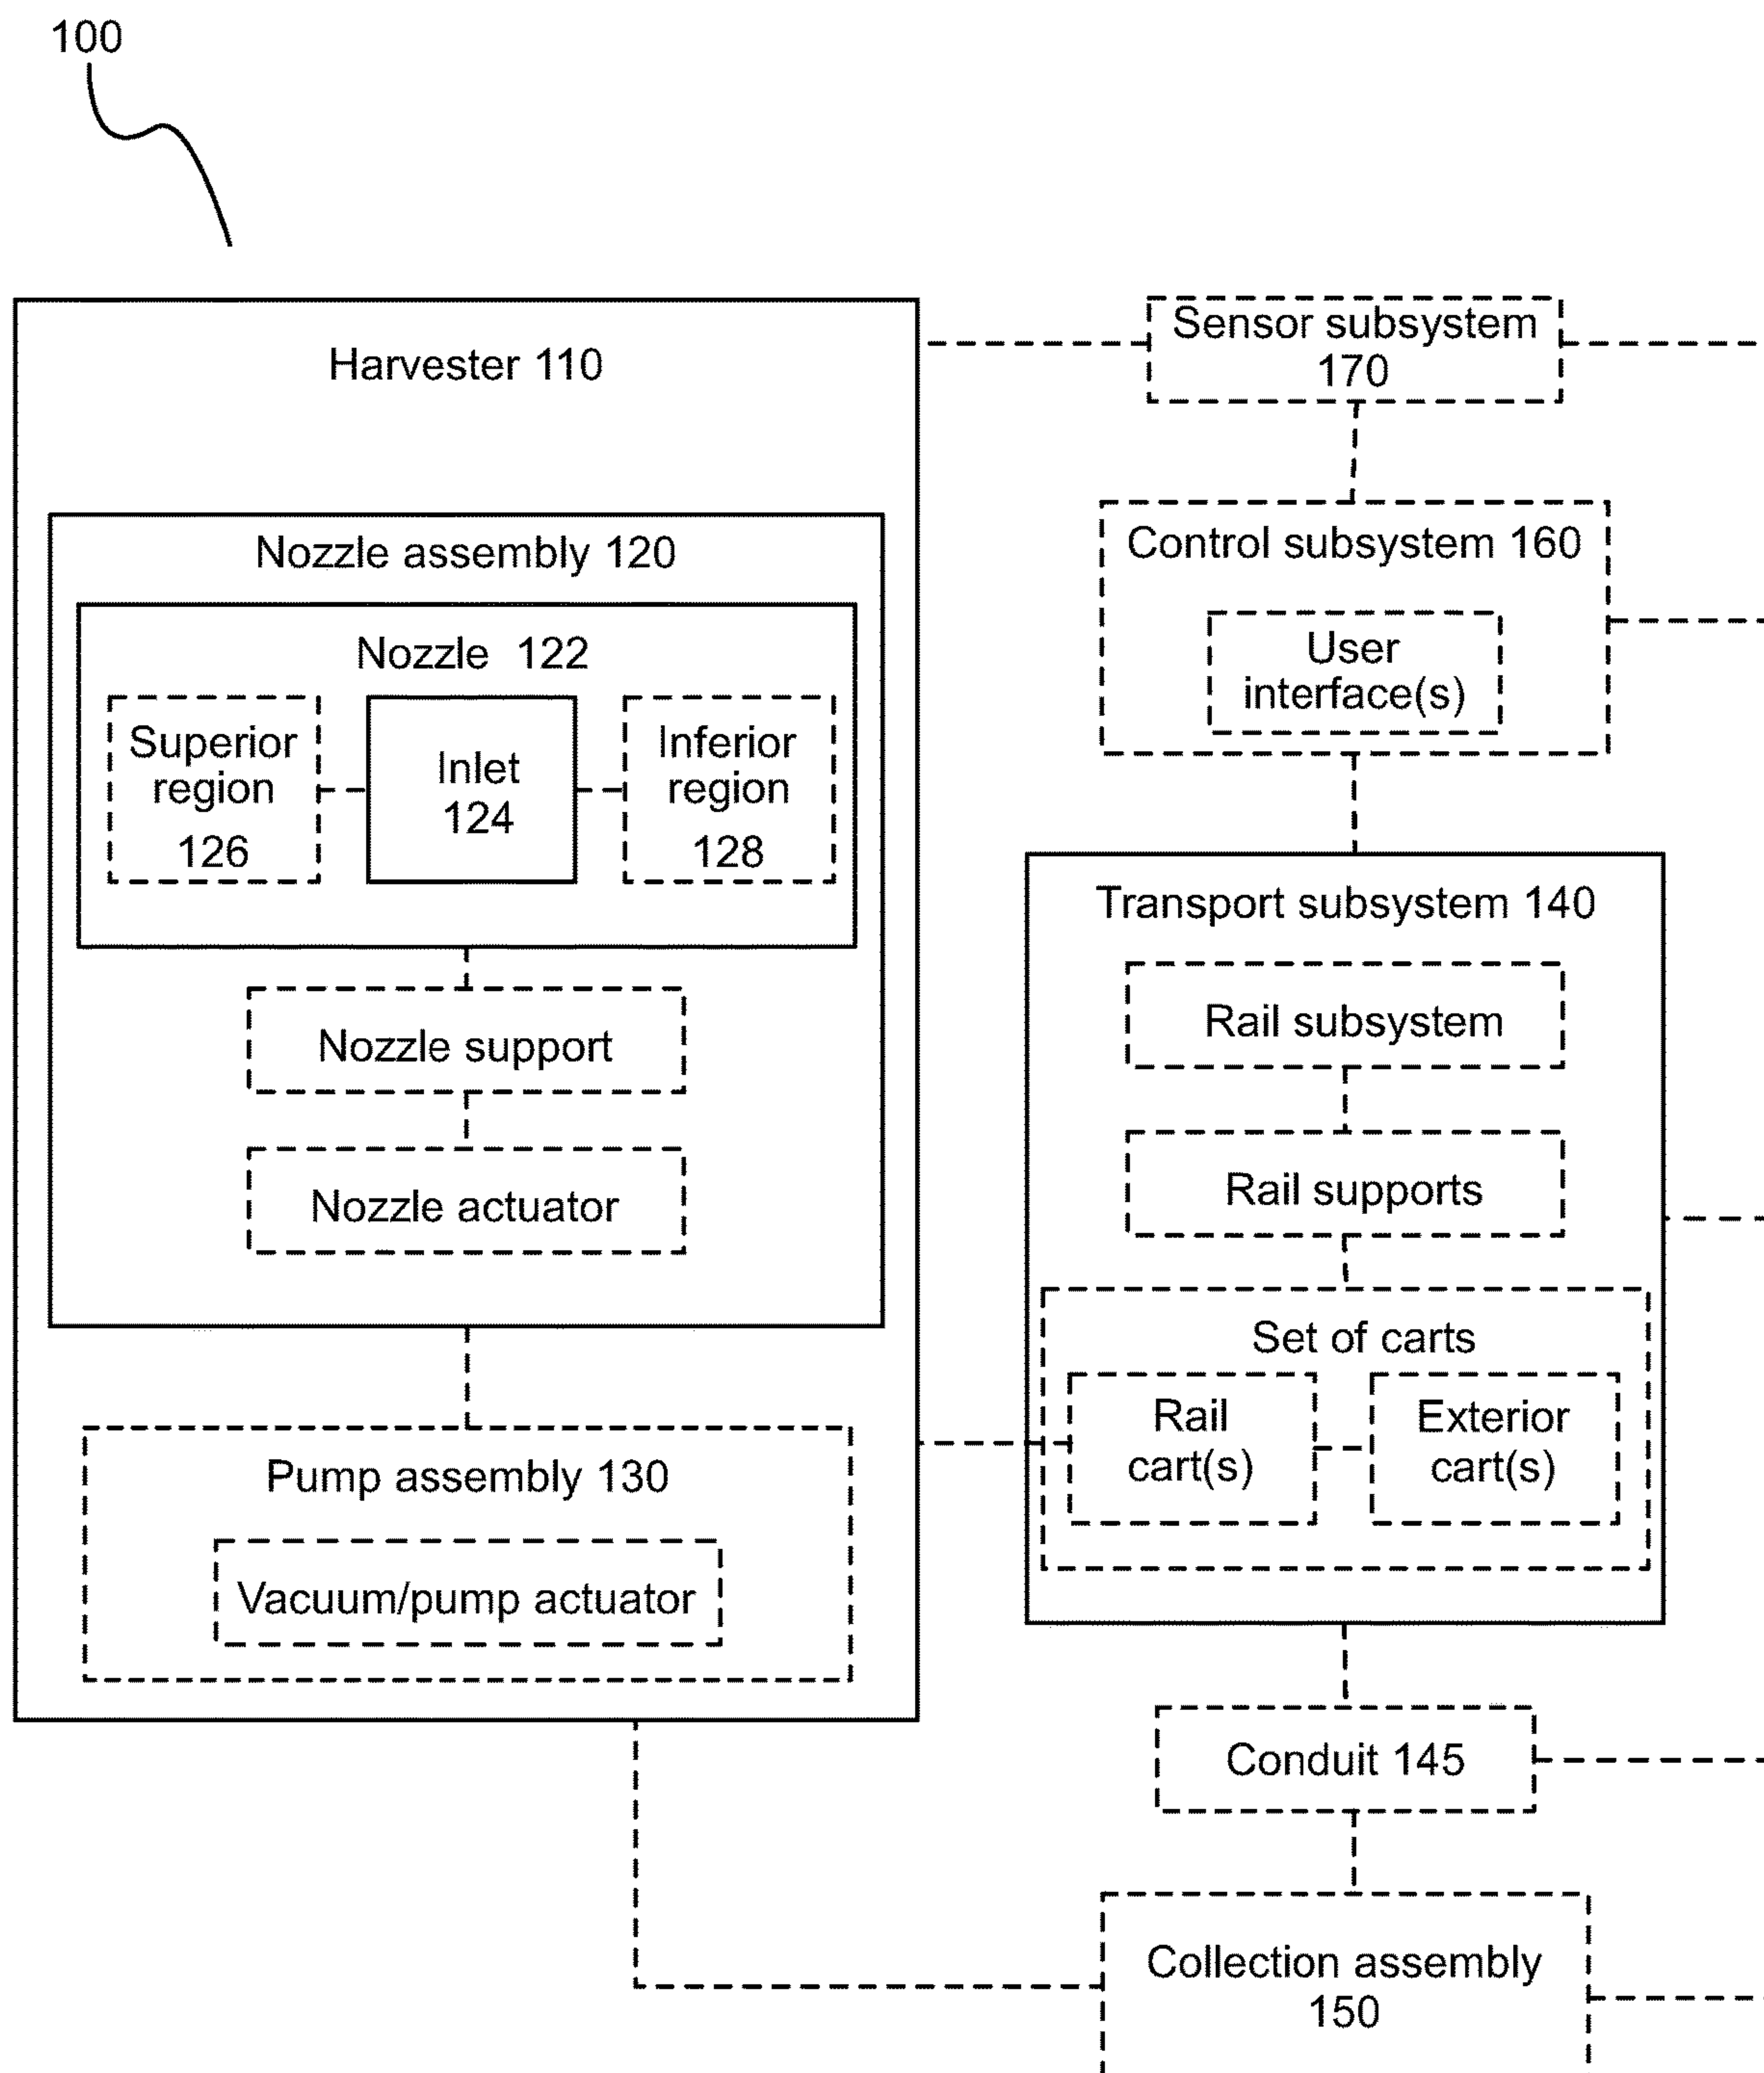 100
Harvester 110
Nozzle assembly 120
Nozzle 122
Superior
region
126
Inlet
124
Inferior
region
128
Nozzle support
Nozzle actuator
Pump assembly 130
Vacuum/pump actuator
Sensor subsystem
170
Control subsystem 160
User
interface(s)
Transport subsystem 140
Rail subsystem
Rail supports
Set of carts
Rail
cart(s)
Exterior
cart(s)
Conduit 145
Collection assembly
150